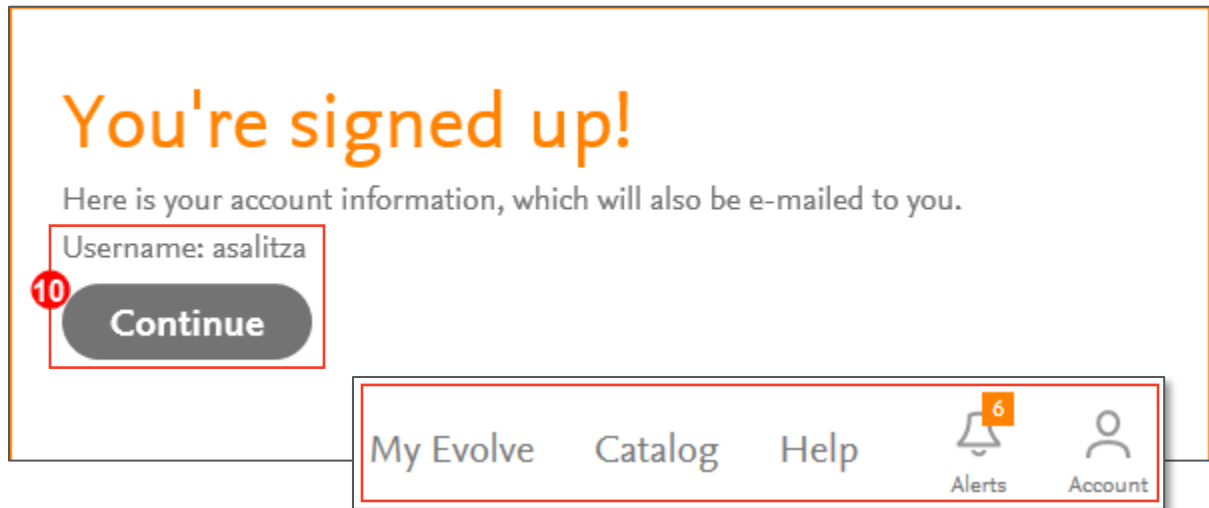 You're signed up!
Here is your account information, which will also be e-mailed to you.
Username: asalitza
10
Continue
My Evolve Catalog Help
6
Alerts Account